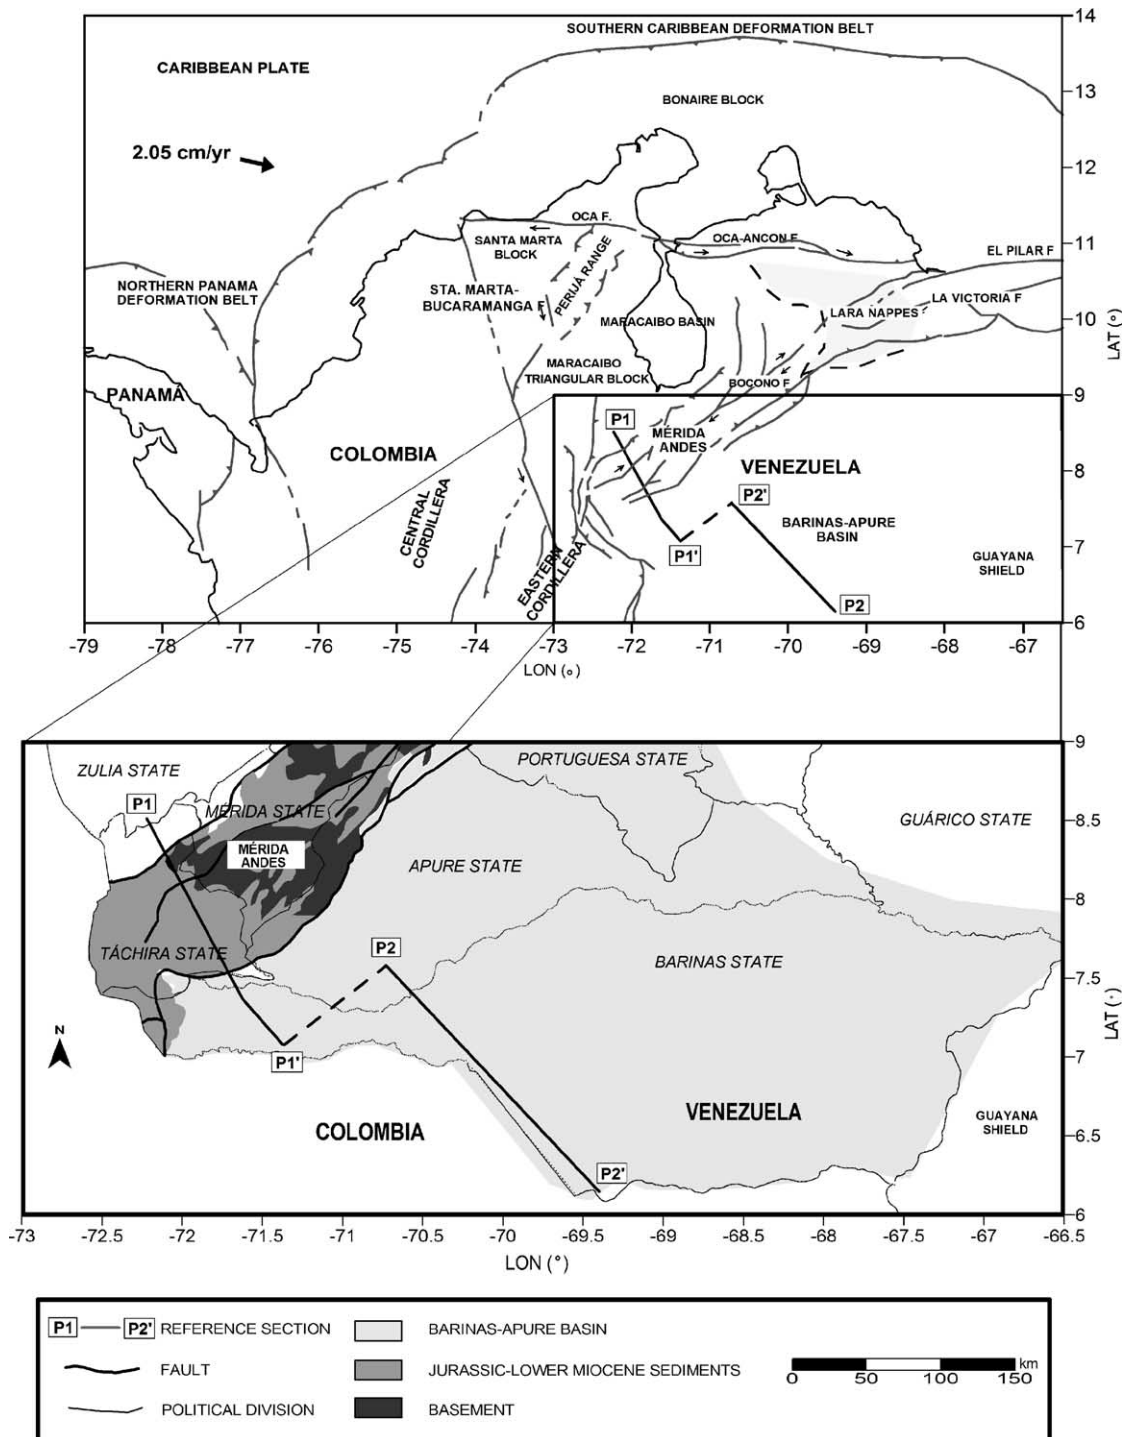 SOUTHERN CARIBBEAN DEFORMATION BELT
CARIBBEAN PLATE
BONAIRE BLOCK
2.05 cm/yr
OCA F.
SANTA MARTA
BLOCK
OCA-ANCON F
EL PILAR F
NORTHERN PANAMA
DEFORMATION BELT
STA. MARTA-
BUCARAMANGA F
PERIJÁ RANGE
LA VICTORIA F
LARA NAPPES
MARACAIBO BASIN
MARACAIBO
TRIANGULAR BLOCK
BOCONO F
PANAMÁ
COLOMBIA
P1
MÉRIDA
ANDES
VENEZUELA
P2'
CENTRAL
CORDILLERA
BARINAS-APURE
BASIN
P1'
EASTERN
CORDILLERA
GUAYANA
SHIELD
P2
14
13
12
11
10
9
8
7
6
LAT (°)
-79
-78
-77
-76
-75
-74
-73
-72
-71
-70
-69
-68
-67
LON (°)
ZULIA STATE
PORTUGUESA STATE
P1
MÉRIDA STATE
GUÁRICO STATE
MÉRIDA
ANDES
APURE STATE
TÁCHIRA STATE
P2
BARINAS STATE
N
P1'
COLOMBIA
VENEZUELA
GUAYANA
SHIELD
P2'
9
8.5
8
7.5
7
6.5
6
LAT (·)
-73
-72.5
-72
-71.5
-71
-70.5
-70
-69.5
-69
-68.5
-68
-67.5
-67
-66.5
LON (°)
P1 P2' REFERENCE SECTION
BARINAS-APURE BASIN
FAULT
JURASSIC-LOWER MIOCENE SEDIMENTS
POLITICAL DIVISION
BASEMENT
km
0 50 100 150